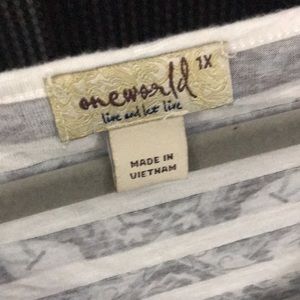 oneworld 1X
live and let live
MADE IN
VIETNAM